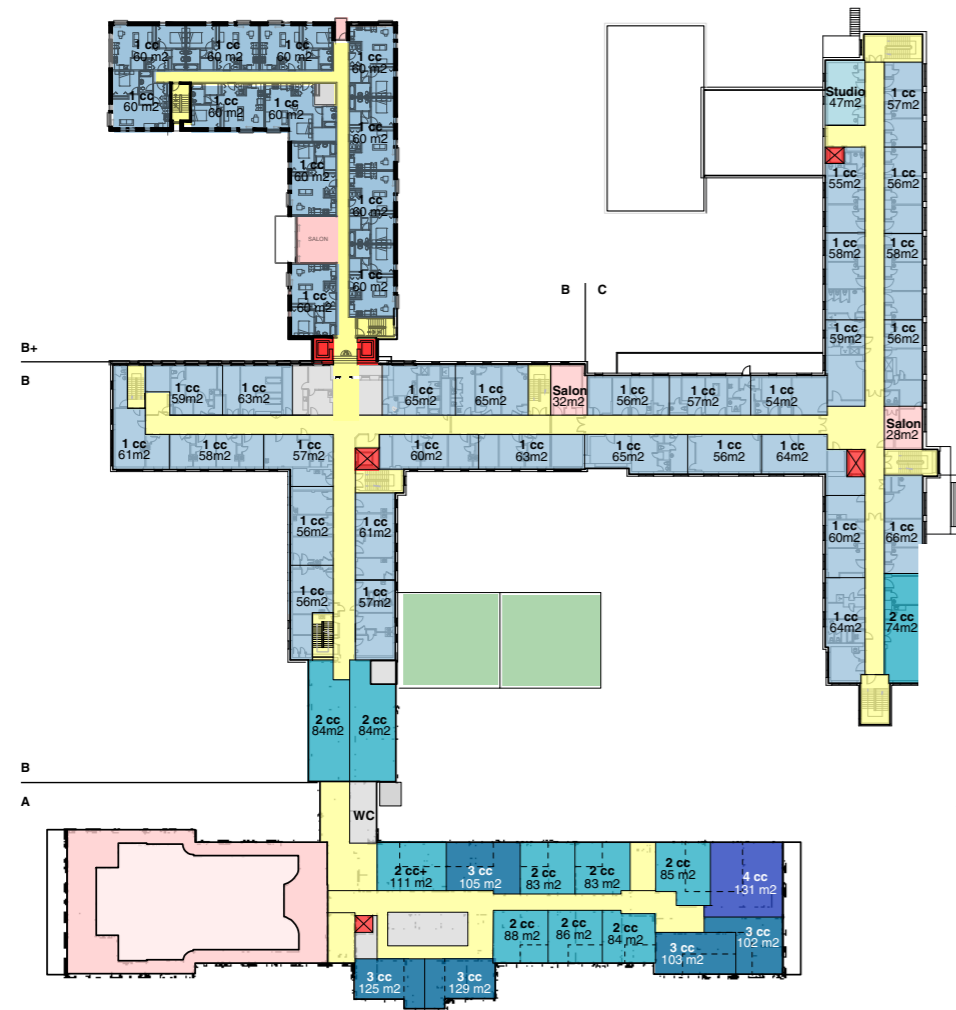 1 cc
60 m2
1 cc
60 m2
1 cc
60 m2
1 cc
60 m2
1 cc
60 m2
1 cc
60 m2
1 cc
60 m2
1 cc
60 m2
1 cc
60 m2
SALON
1 cc
60 m2
1 cc
60 m2
1 cc
60 m2
Studio
47m2
1 cc
57m2
1 cc
55m2
1 cc
56m2
1 cc
58m2
1 cc
58m2
1 cc
59m2
1 cc
56m2
B
C
B+
B
1 cc
59m2
1 cc
63m2
1 cc
65m2
1 cc
65m2
Salon
32m2
1 cc
56m2
1 cc
57m2
1 cc
54m2
Salon
28m2
1 cc
61m2
1 cc
58m2
1 cc
57m2
1 cc
60m2
1 cc
63m2
1 cc
65m2
1 cc
56m2
1 cc
64m2
1 cc
56m2
1 cc
61m2
1 cc
60m2
1 cc
66m2
1 cc
56m2
1 cc
57m2
1 cc
64m2
2 cc
74m2
2 cc
84m2
2 cc
84m2
B
A
WC
2 cc+
111 m2
3 cc
105 m2
2 cc
83 m2
2 cc
83 m2
2 cc
85 m2
4 cc
131 m2
2 cc
88 m2
2 cc
86 m2
2 cc
84 m2
3 cc
103 m2
3 cc
102 m2
3 cc
125 m2
3 cc
129 m2